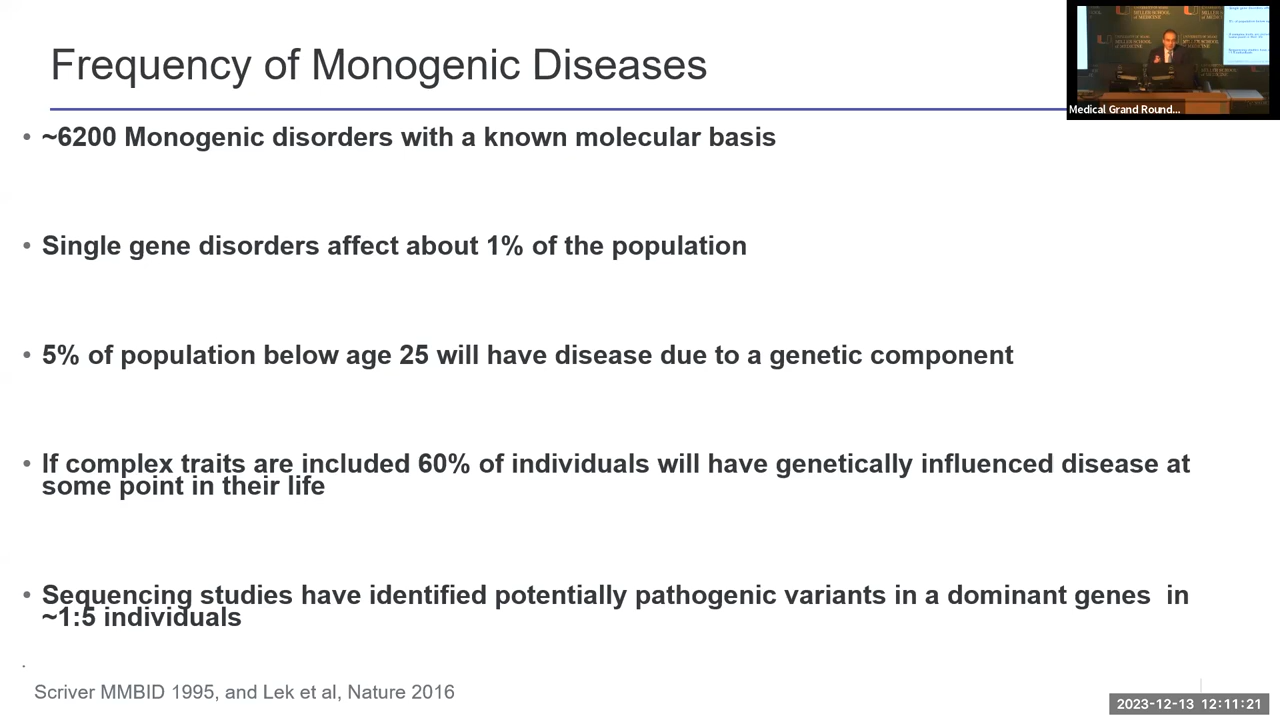 Frequency of Monogenic Diseases
• ~6200 Monogenic disorders with a known molecular basis
• Single gene disorders affect about 1% of the population
• 5% of population below age 25 will have disease due to a genetic component
• If complex traits are included 60% of individuals will have genetically influenced disease at
some point in their life
• Sequencing studies have identified potentially pathogenic variants in a dominant genes  in
~1:5 individuals
Scriver MMBID 1995, and Lek et al, Nature 2016
Medical Grand Round...
2023-12-13 12:11:21